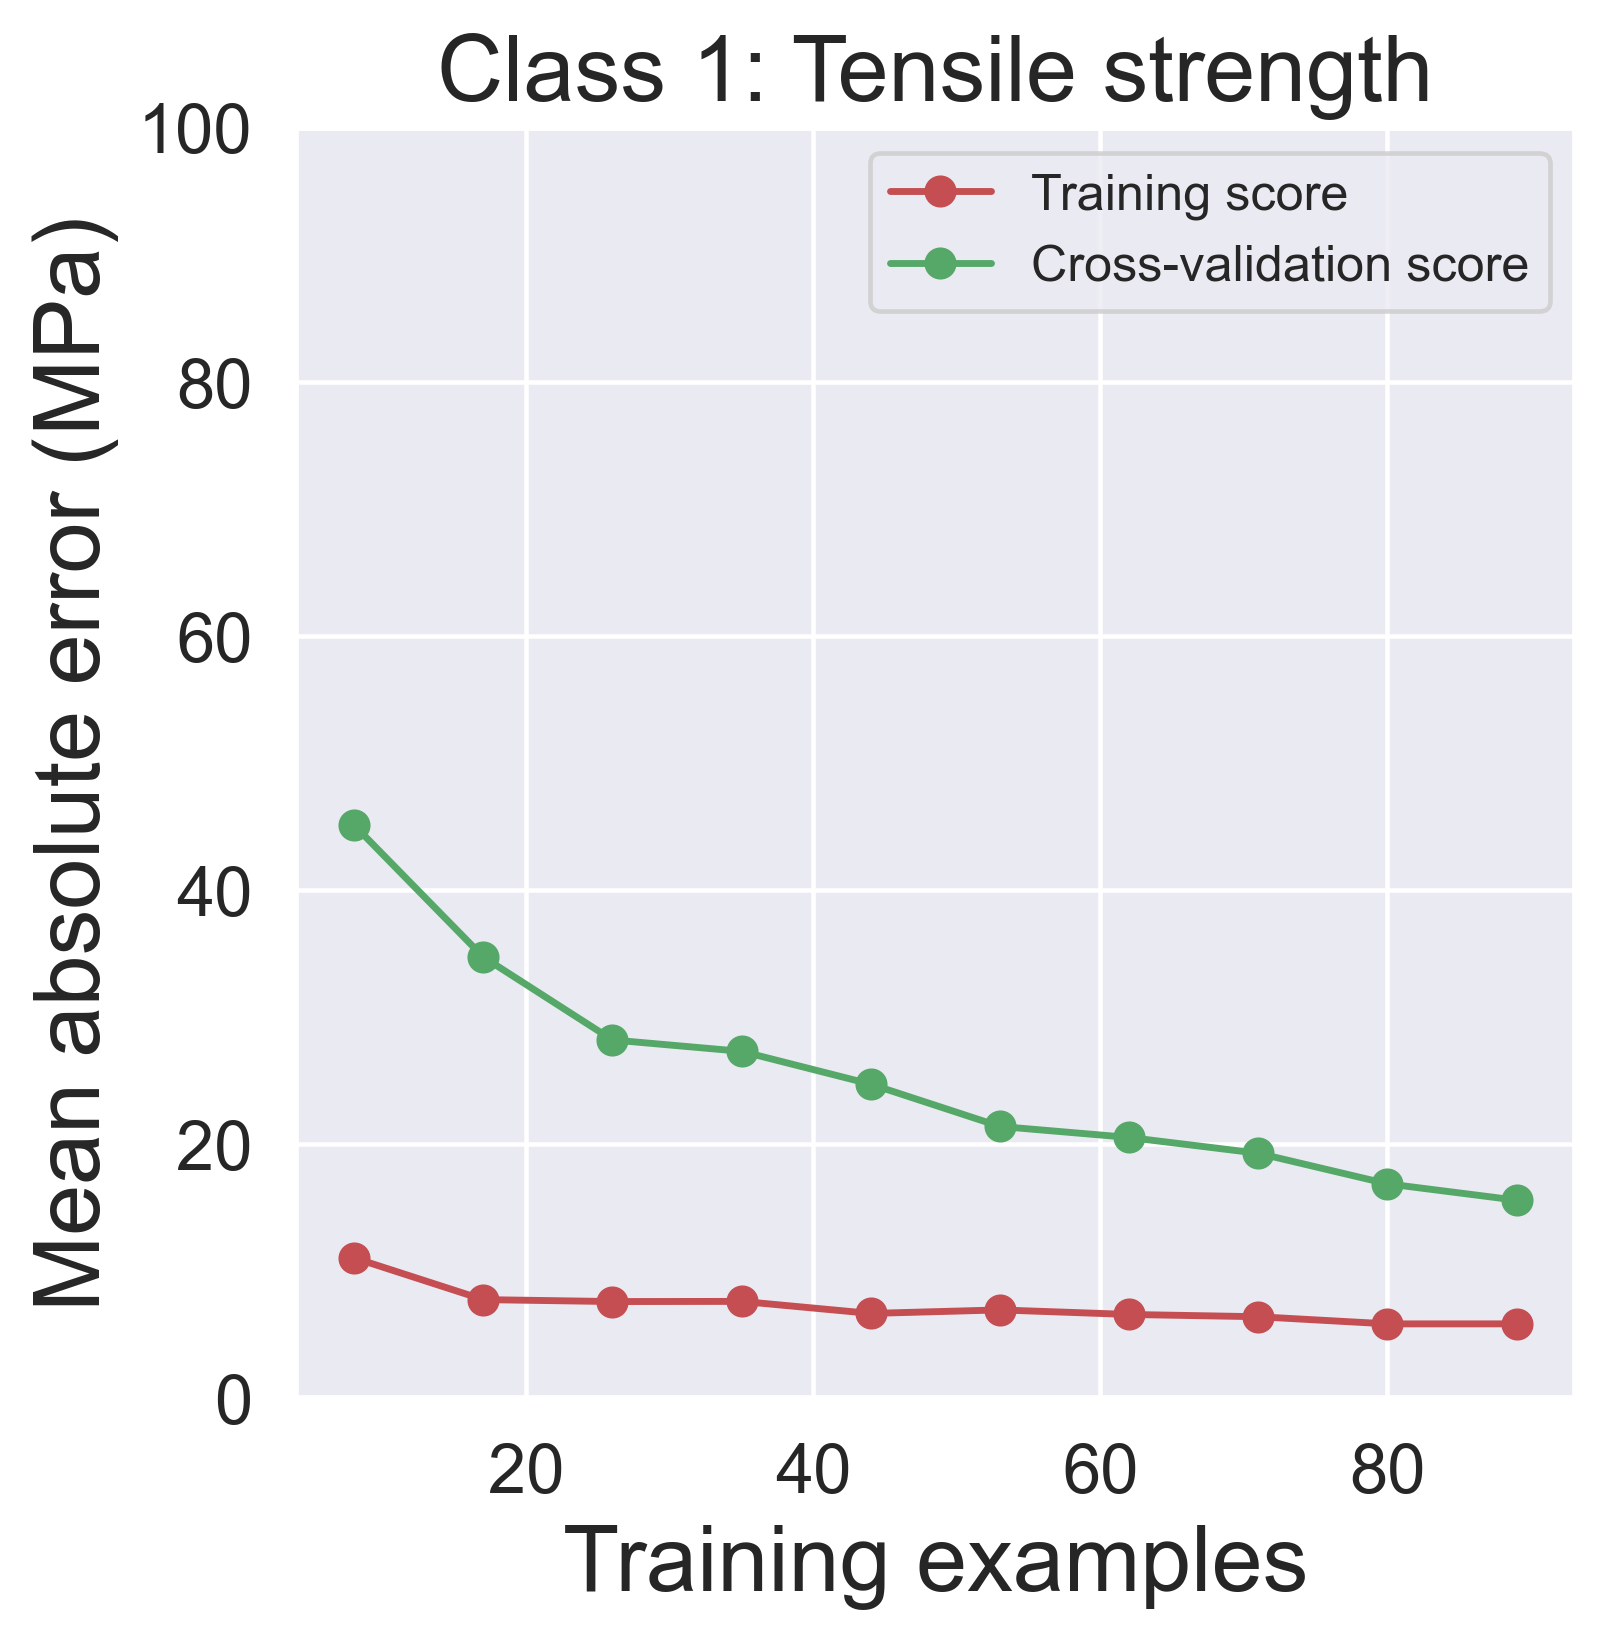 Class 1: Tensile strength
Training score
Cross-validation score
Mean absolute error (MPa)
100
80
60
40
20
0
20 40 60 80
Training examples